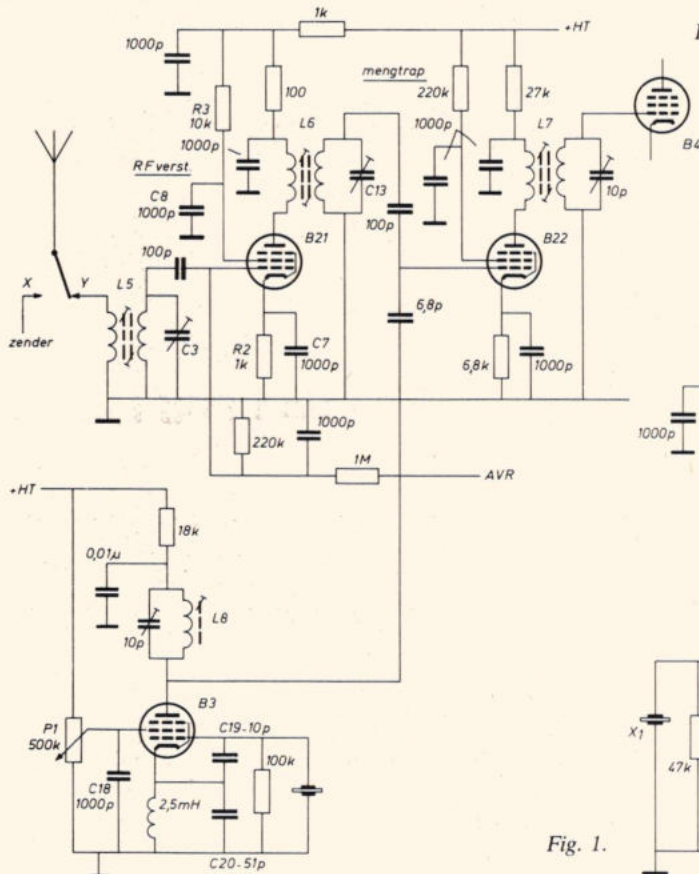 1k
+HT
1000p
R3
10k
100
mengtrap
220k
27k
L6
L7
1000p
1000p
RF verst.
C8
1000p
C13
10p
B4
100p
B21
B22
100p
X
Y
L5
zender
C3
6,8p
R2
1k
C7
1000p
6,8k
1000p
220k
1000p
1000p
1M
AVR
+HT
18k
0,01µ
10p
L8
B3
P1
500k
C19-10p
100k
C18
1000p
2,5mH
C20-51p
X1
47k
Fig. 1.